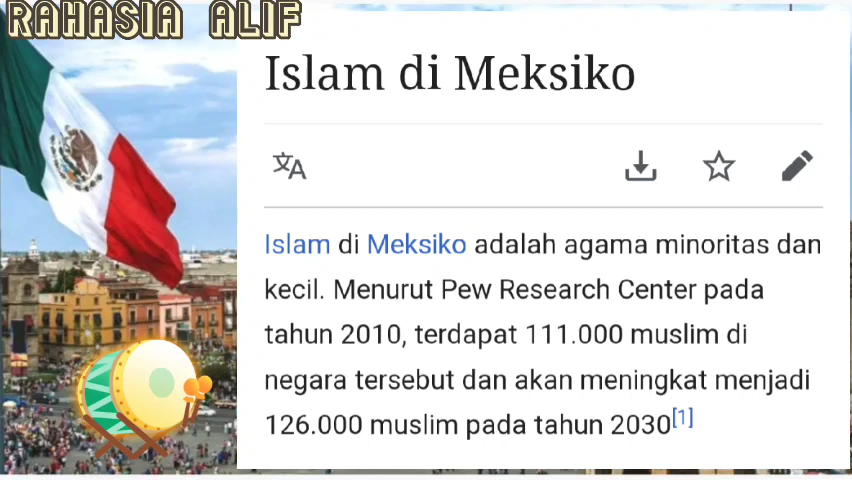 RAHASIA ALIF
Islam di Meksiko
Islam di Meksiko adalah agama minoritas dan
kecil. Menurut Pew Research Center pada
tahun 2010, terdapat 111.000 muslim di
negara tersebut dan akan meningkat menjadi
126.000 muslim pada tahun 2030[1]